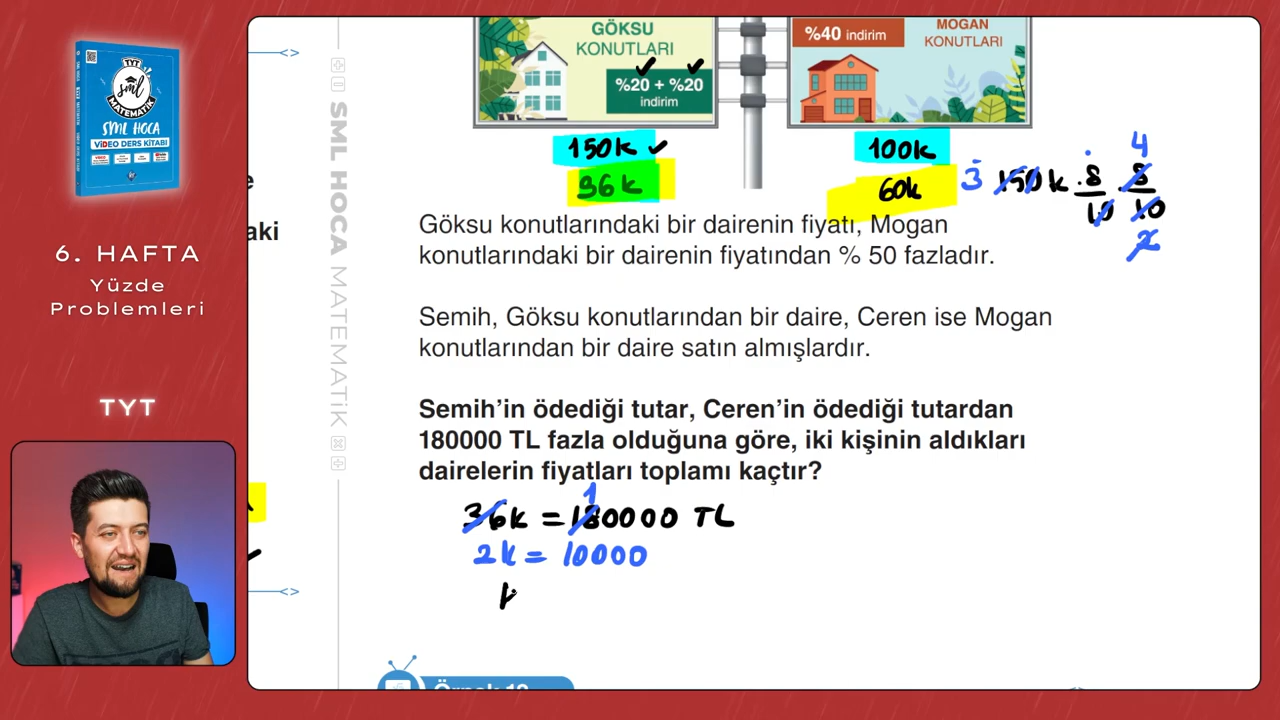 GÖKSU
KONUTLARI
%20 + %20
indirim
%40 indirim
MOGAN
KONUTLARI
150k
36k
100k
60k
3 150k . 8/10 . 8/10
4
2
Göksu konutlarındaki bir dairenin fiyatı, Mogan
konutlarındaki bir dairenin fiyatından % 50 fazladır.
Semih, Göksu konutlarından bir daire, Ceren ise Mogan
konutlarından bir daire satın almışlardır.
Semih'in ödediği tutar, Ceren'in ödediği tutardan
180000 TL fazla olduğuna göre, iki kişinin aldıkları
dairelerin fiyatları toplamı kaçtır?
1
36k = 180000 TL
2k = 10000
k
aki
SML HOCA MATEMATİK
TYT
sml
MATEMATİK
SML HOCA
VİDEO DERS KİTABI
6. HAFTA
Yüzde
Problemleri
TYT